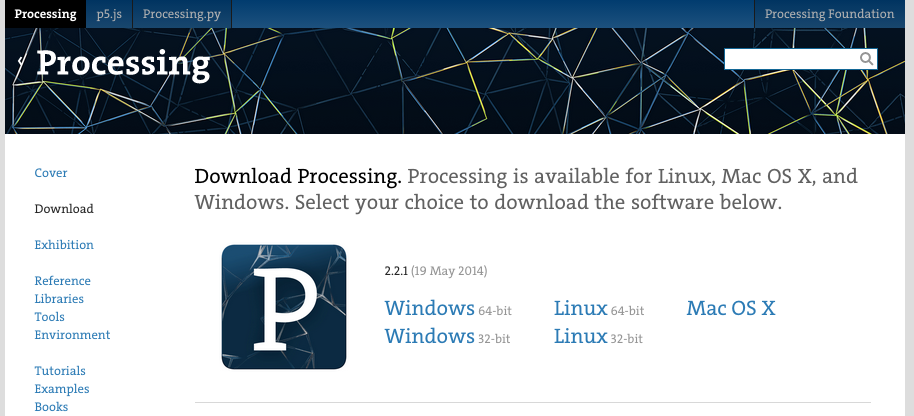 Processing p5.js Processing.py Processing Foundation
‹ Processing
Cover
Download
Exhibition
Reference
Libraries
Tools
Environment
Tutorials
Examples
Books
Download Processing. Processing is available for Linux, Mac OS X, and
Windows. Select your choice to download the software below.
P
2.2.1 (19 May 2014)
Windows 64-bit Linux 64-bit Mac OS X
Windows 32-bit Linux 32-bit